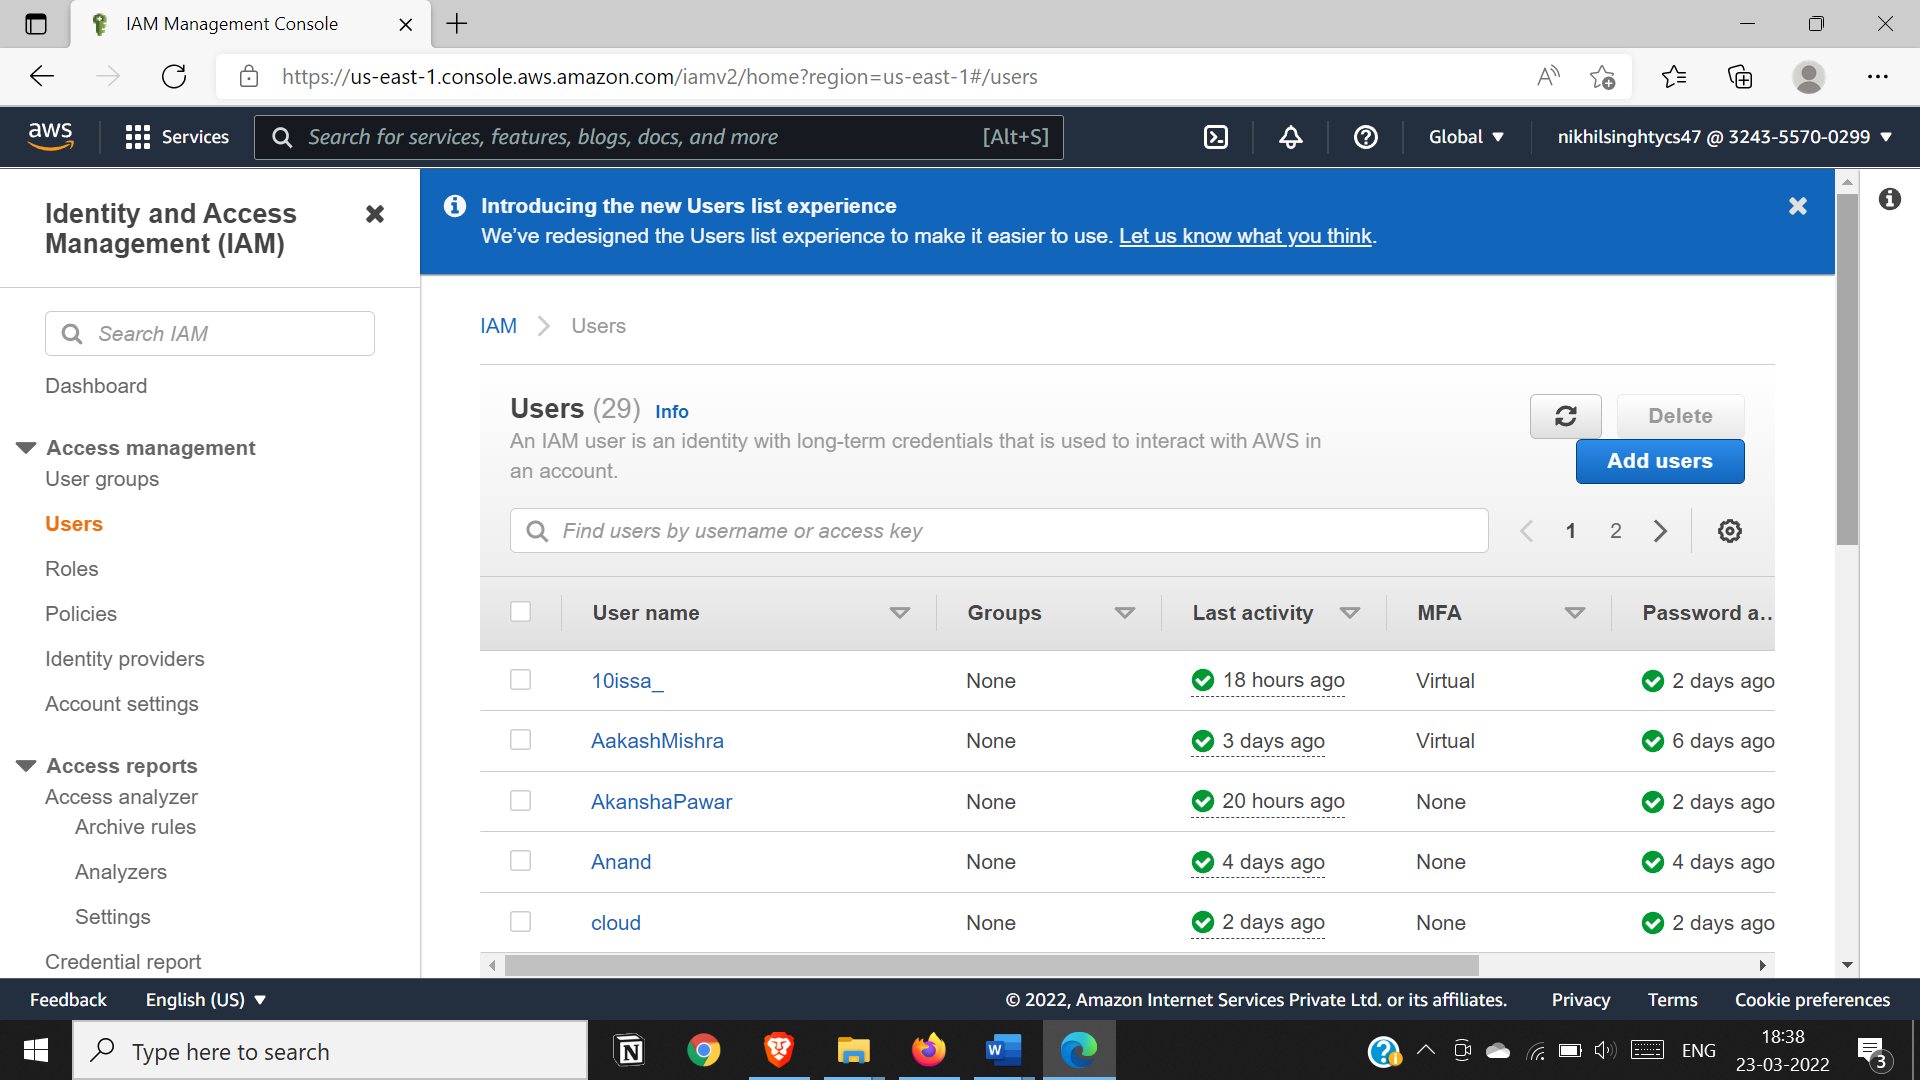 IAM Management Console
https://us-east-1.console.aws.amazon.com/iamv2/home?region=us-east-1#/users
aws
Services
Search for services, features, blogs, docs, and more
[Alt+S]
Global
nikhilsinghtycs47 @ 3243-5570-0299
Identity and Access
Management (IAM)
Search IAM
Dashboard
Access management
User groups
Users
Roles
Policies
Identity providers
Account settings
Access reports
Access analyzer
Archive rules
Analyzers
Settings
Credential report
Introducing the new Users list experience
We've redesigned the Users list experience to make it easier to use. Let us know what you think.
IAM > Users
Users (29) Info
An IAM user is an identity with long-term credentials that is used to interact with AWS in
an account.
Delete
Add users
Find users by username or access key
1 2
User name Groups Last activity MFA Password a...
10issa_ None 18 hours ago Virtual 2 days ago
AakashMishra None 3 days ago Virtual 6 days ago
AkanshaPawar None 20 hours ago None 2 days ago
Anand None 4 days ago None 4 days ago
cloud None 2 days ago None 2 days ago
Feedback English (US) © 2022, Amazon Internet Services Private Ltd. or its affiliates. Privacy Terms Cookie preferences
Type here to search
ENG
18:38
23-03-2022
3